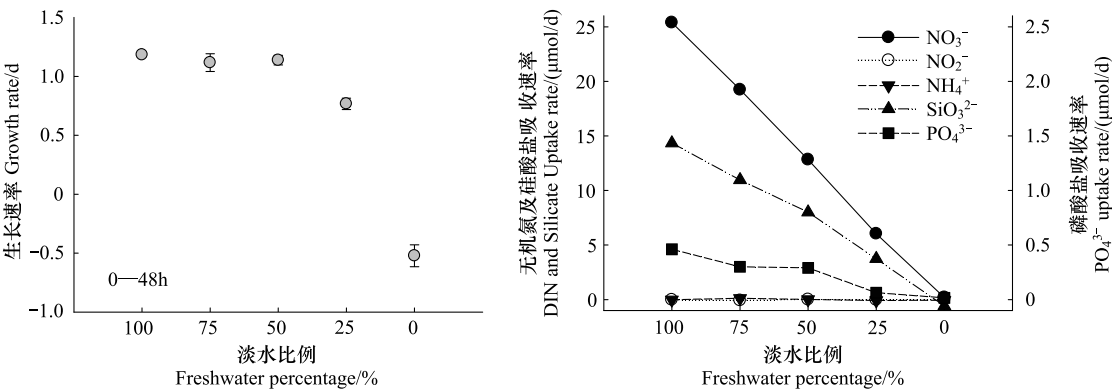 1.5
1.0
0.5
0
−0.5
−1.0
生长速率 Growth rate/d
0—48h
100 75 50 25 0
淡水比例
Freshwater percentage/%
25
20
15
10
5
0
无机氮及硅酸盐吸 收速率
DIN and Silicate Uptake rate/(μmol/d)
NO₃⁻
NO₂⁻
NH₄⁺
SiO₃²⁻
PO₄³⁻
2.5
2.0
1.5
1.0
0.5
0
磷酸盐吸收速率
PO₄³⁻ uptake rate/(μmol/d)
100 75 50 25 0
淡水比例
Freshwater percentage/%